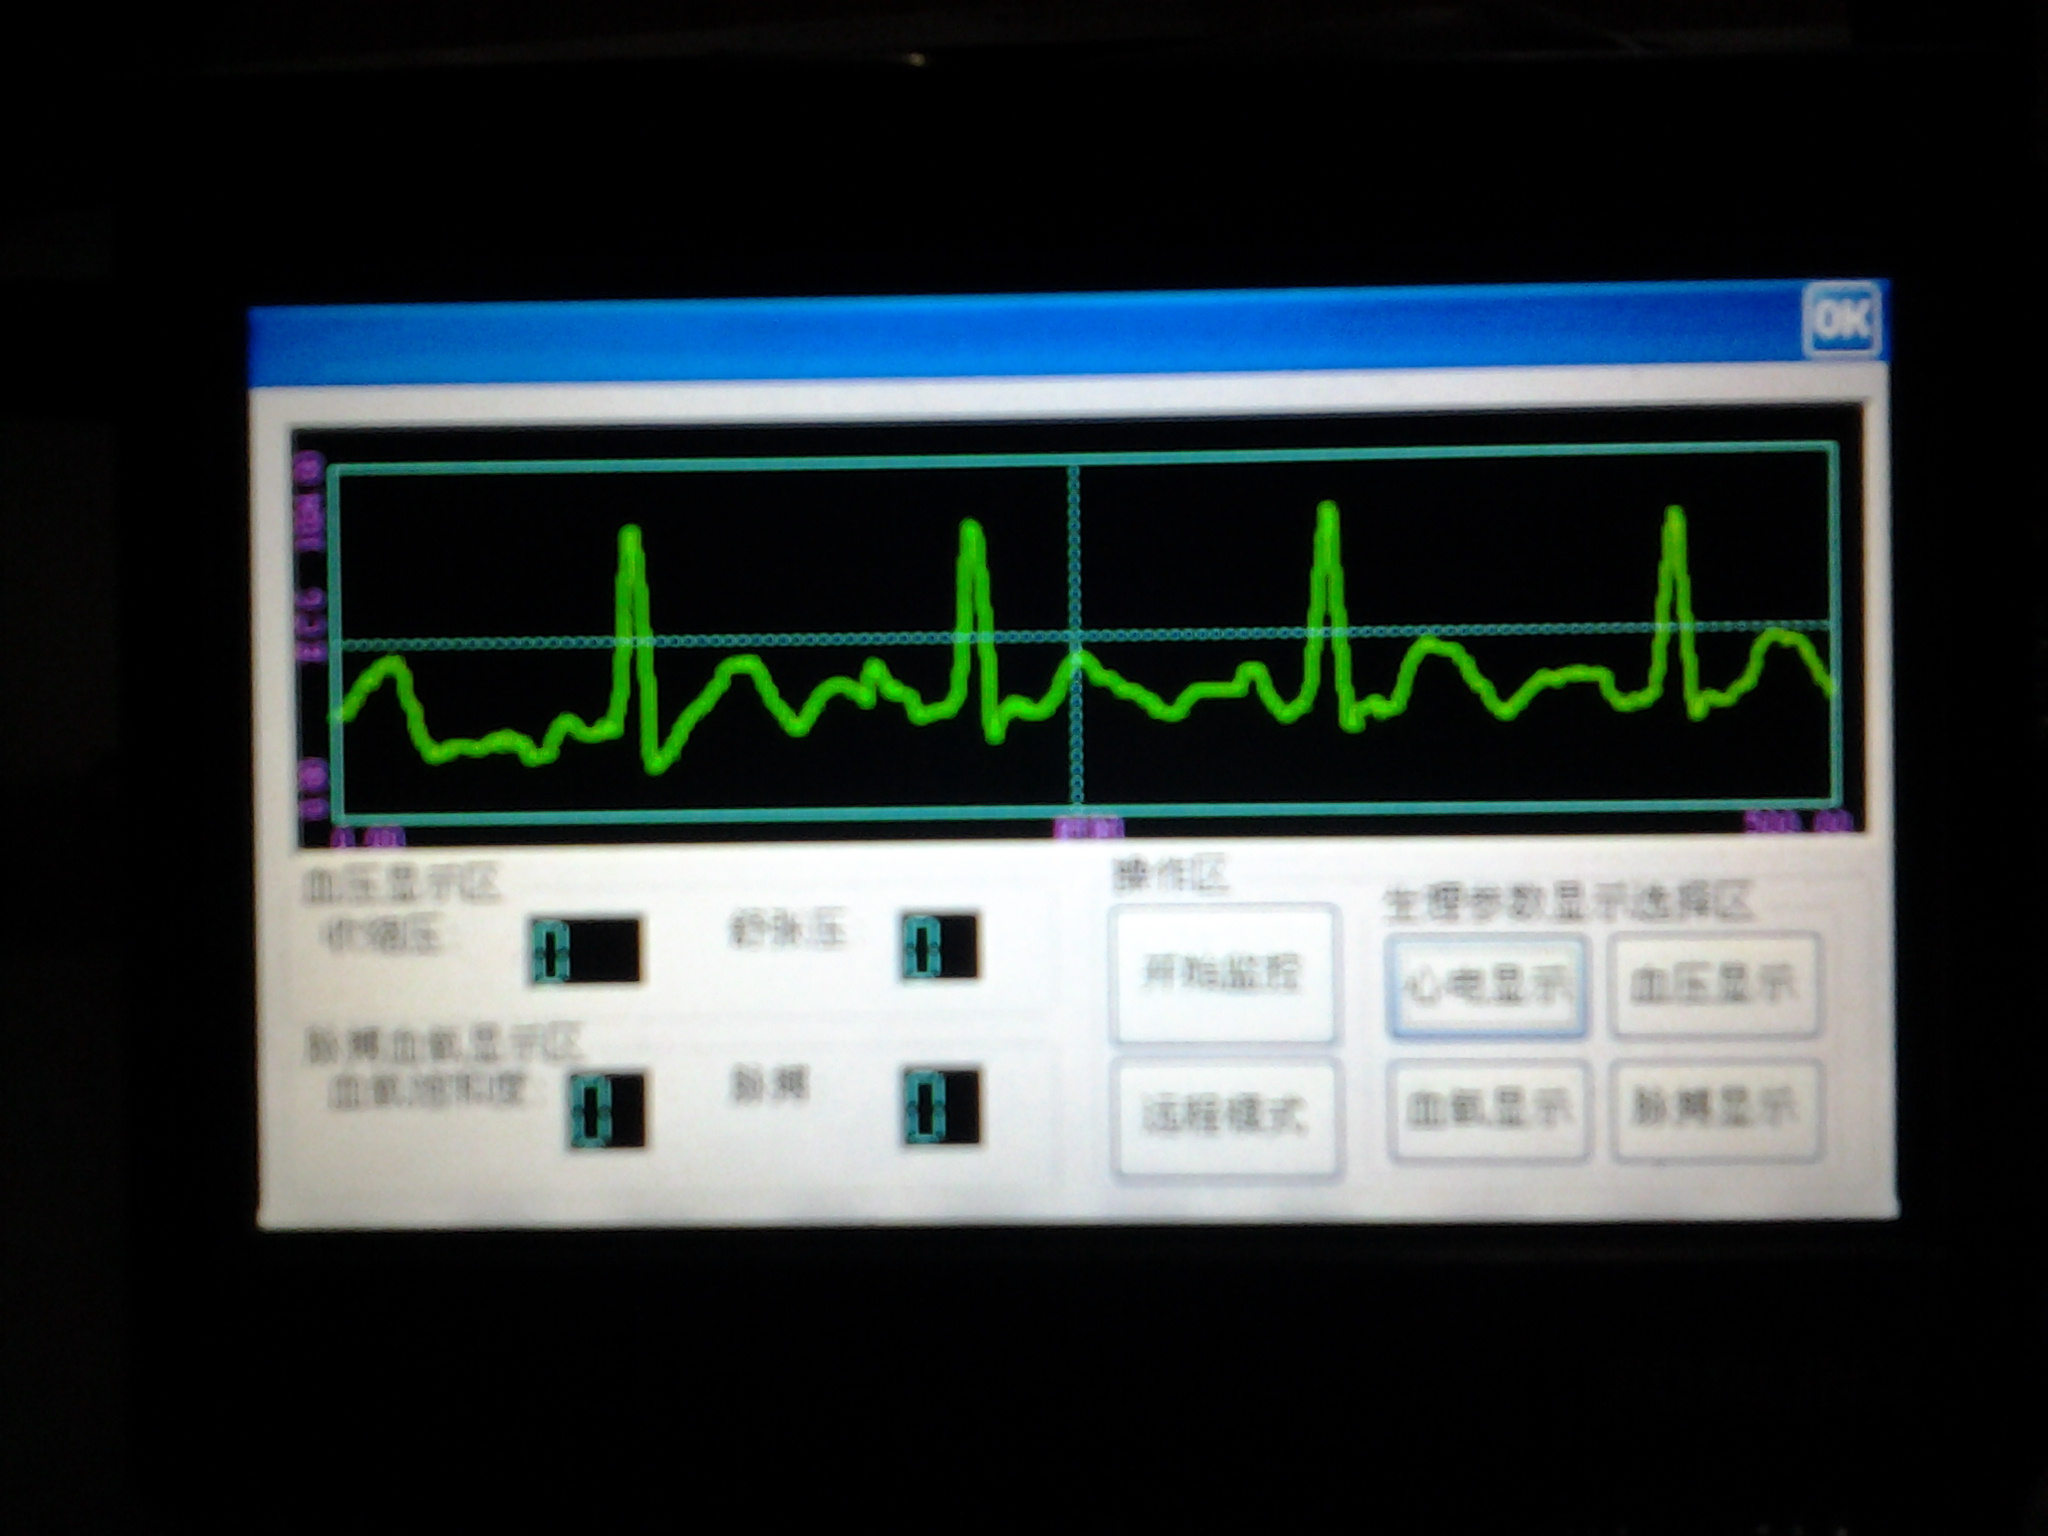 OK
血压显示区
收缩压 0 舒张压 0
脉搏血氧显示区
血氧饱和度 0 脉搏 0
操作区
开始监控
远程模式
生理参数显示选择区
心电显示 血压显示
血氧显示 脉搏显示